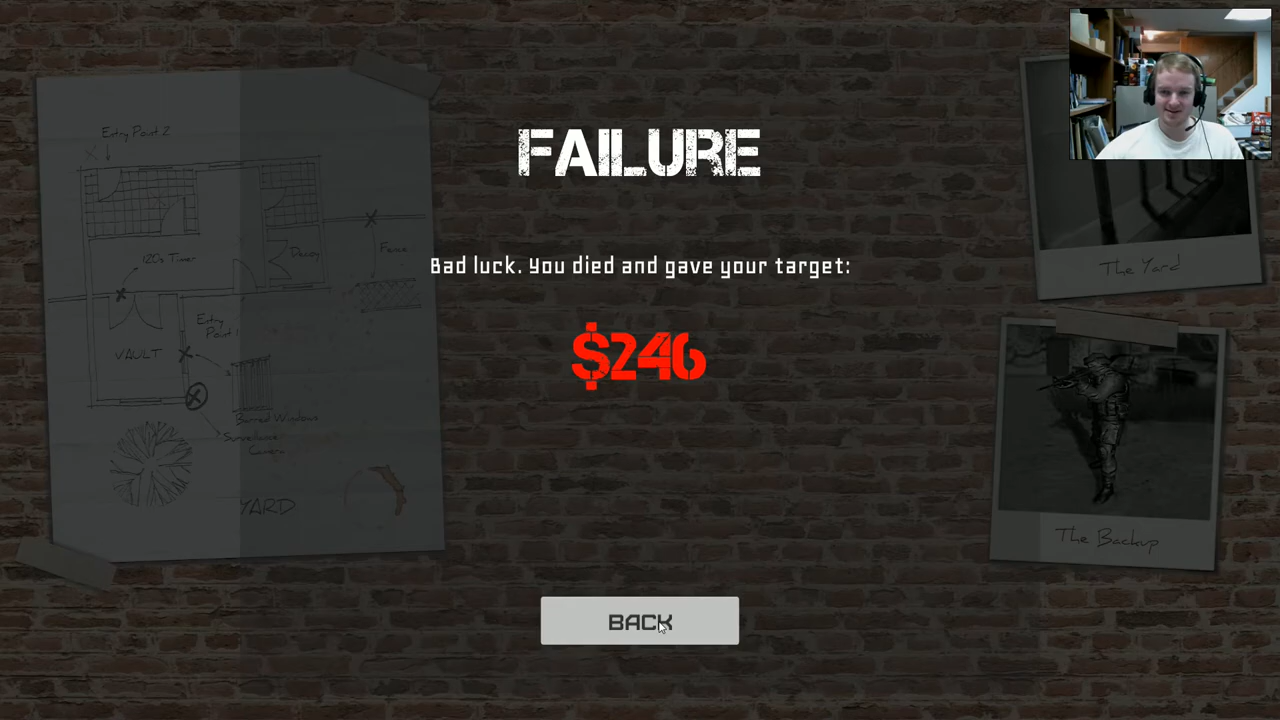 FAILURE
Bad luck. You died and gave your target:
$246
BACK
Entry Point 2
120s Timer
Decoy
Fence
Entry
Point 1
VAULT
Barred Windows
Surveillance
Camera
YARD
The Yard
The Backup